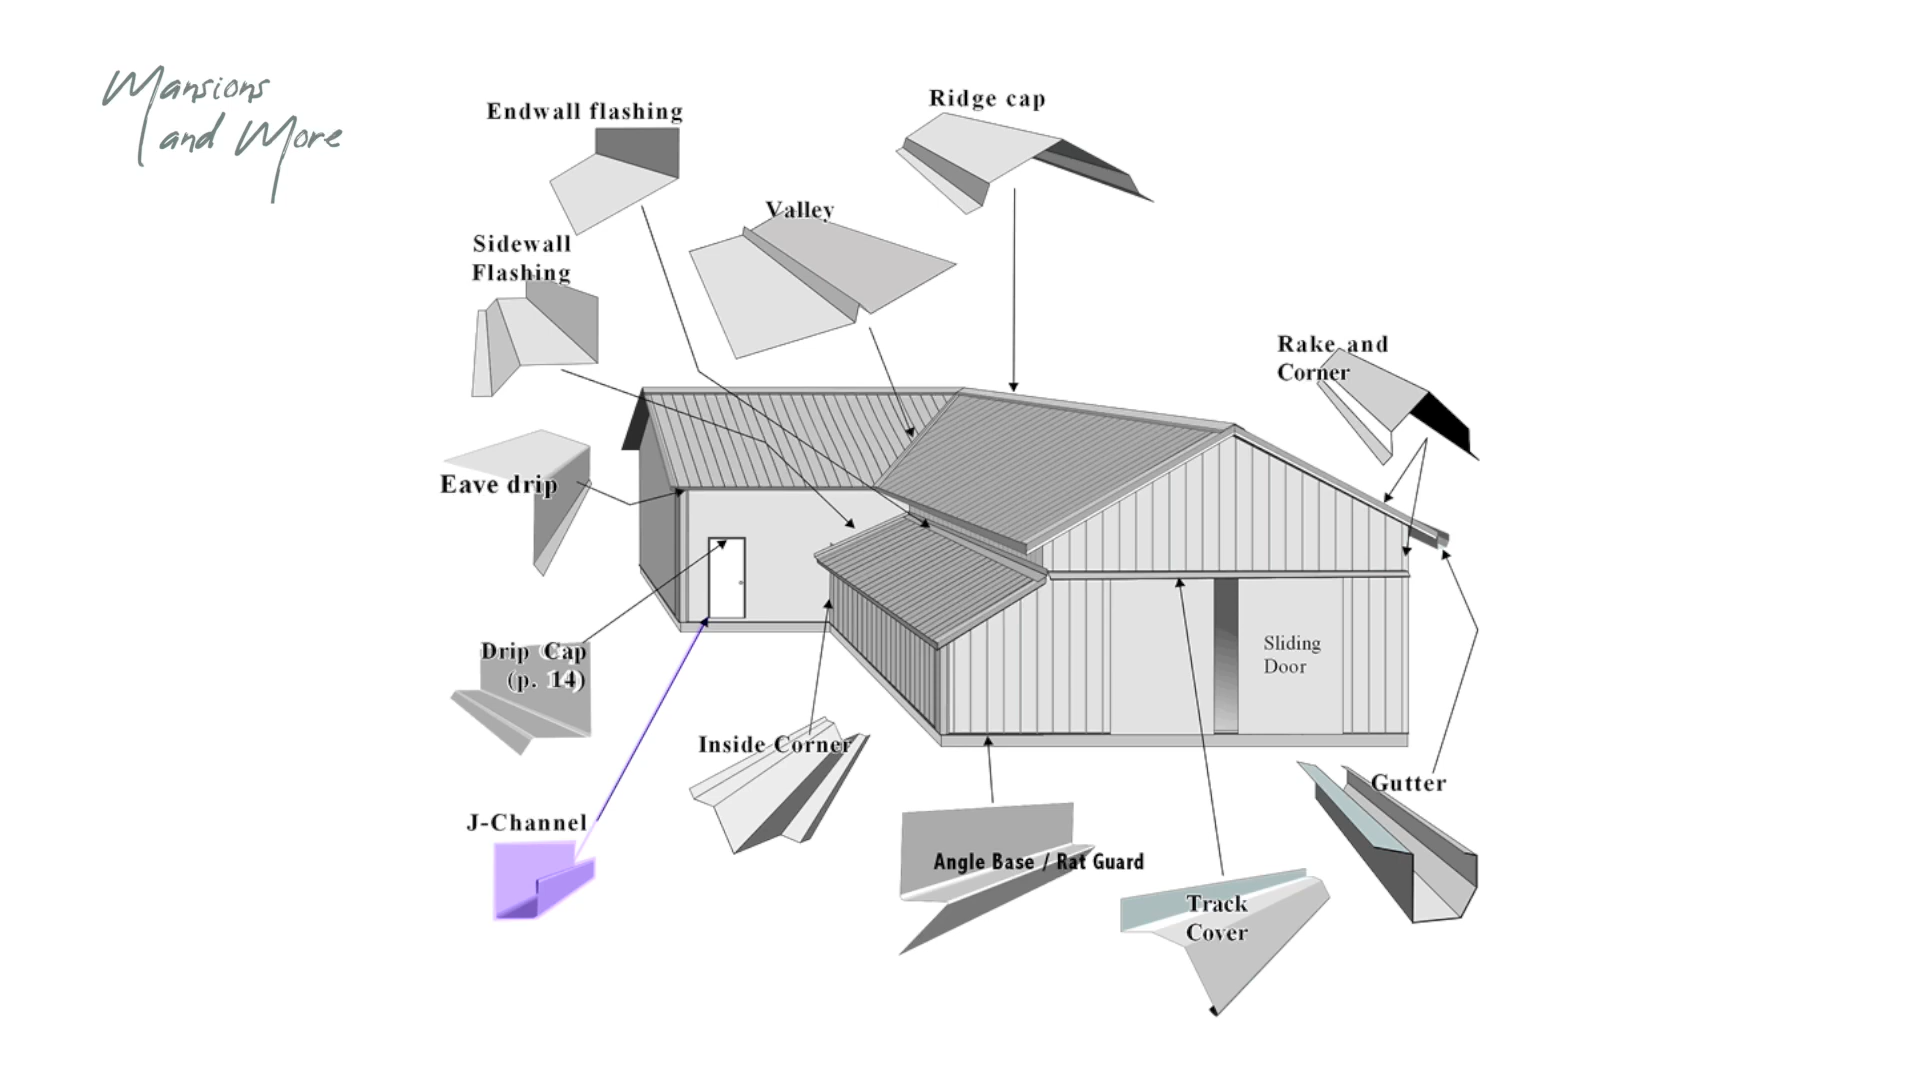 Mansions
and More
Endwall flashing
Ridge cap
Valley
Sidewall
Flashing
Rake and
Corner
Eave drip
Sliding
Door
Drip Cap
(p. 14)
Inside Corner
J-Channel
Gutter
Angle Base / Rat Guard
Track
Cover